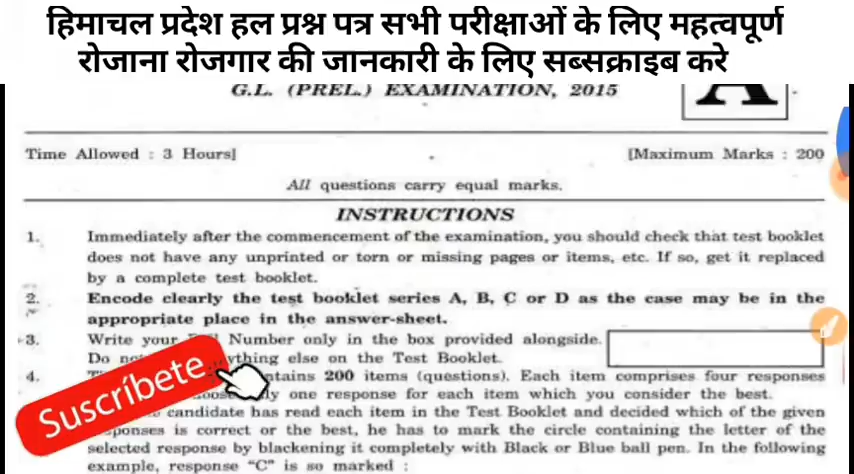 हिमाचल प्रदेश हल प्रश्न पत्र सभी परीक्षाओं के लिए महत्वपूर्ण
रोजाना रोजगार की जानकारी के लिए सब्सक्राइब करे
G.L. (PREL.) EXAMINATION, 2015
A
Time Allowed : 3 Hours]
[Maximum Marks : 200
All questions carry equal marks.
INSTRUCTIONS
1. Immediately after the commencement of the examination, you should check that test booklet
does not have any unprinted or torn or missing pages or items, etc. If so, get it replaced
by a complete test booklet.
2. Encode clearly the test booklet series A, B, C or D as the case may be in the
appropriate place in the answer-sheet.
3. Write your Number only in the box provided alongside.
Do ything else on the Test Booklet.
4. ntains 200 items (questions). Each item comprises four responses
one response for each item which you consider the best.
candidate has read each item in the Test Booklet and decided which of the given
ponses is correct or the best, he has to mark the circle containing the letter of the
selected response by blackening it completely with Black or Blue ball pen. In the following
example, response "C" is so marked :
Suscríbete